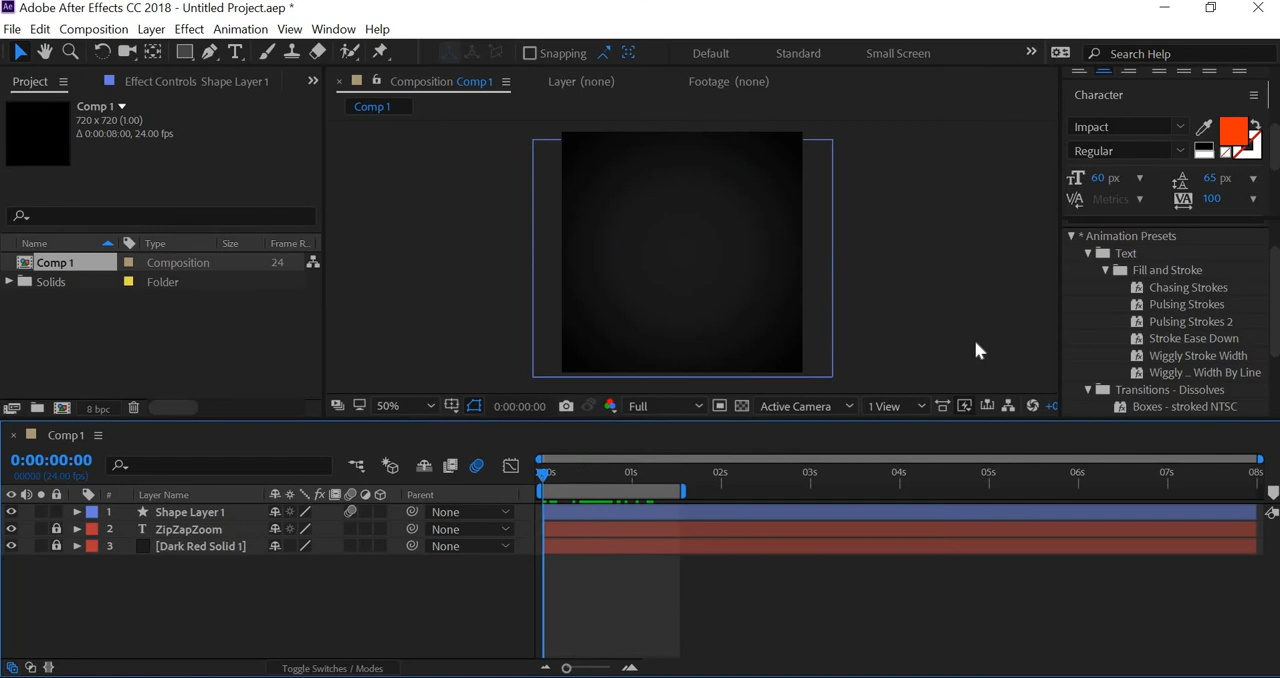 Adobe After Effects CC 2018 - Untitled Project.aep *
File Edit Composition Layer Effect Animation View Window Help
Snapping Default Standard Small Screen » Search Help
Project Effect Controls Shape Layer 1 » × Composition Comp 1 Layer (none) Footage (none)
Comp 1
720 x 720 (1.00)
Δ 0:00:08:00, 24.00 fps
Comp 1
Character
Impact
Regular
60 px 65 px
Metrics 100
* Animation Presets
Text
Fill and Stroke
Chasing Strokes
Pulsing Strokes
Pulsing Strokes 2
Stroke Ease Down
Wiggly Stroke Width
Wiggly ... Width By Line
Transitions - Dissolves
Boxes - stroked NTSC
Name Type Size Frame R...
Comp 1 Composition 24
Solids Folder
8 bpc
50% 0:00:00:00 Full Active Camera 1 View +0
× Comp 1
0:00:00:00
00000 (24.00 fps)
01s 02s 03s 04s 05s 06s 07s 08s
# Layer Name Parent
1 Shape Layer 1 None
2 T ZipZapZoom None
3 [Dark Red Solid 1] None
Toggle Switches / Modes